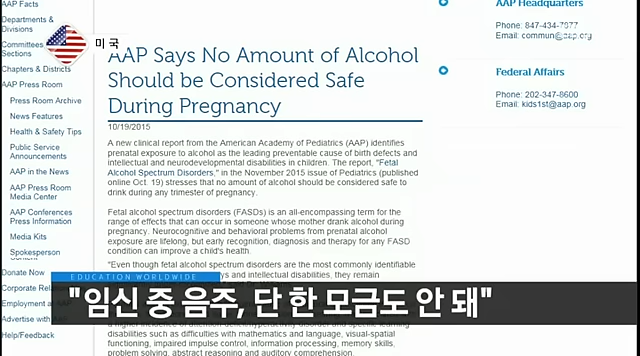 AAP Facts
Departments &
Divisions
Committees
Sections
Chapters & Districts
AAP Press Room
Press Room Archive
News Features
Health & Safety Tips
Public Service
Announcements
AAP in the News
AAP Press Room
Media Center
AAP Conferences
Press Information
Media Kits
Spokesperson
Donate Now
Corporate
Employment at
Advertise with
Help/Feedback
미국
AAP Says No Amount of Alcohol
Should be Considered Safe
During Pregnancy
10/19/2015
A new clinical report from the American Academy of Pediatrics (AAP) identifies
prenatal exposure to alcohol as the leading preventable cause of birth defects and
intellectual and neurodevelopmental disabilities in children. The report, "Fetal
Alcohol Spectrum Disorders," in the November 2015 issue of Pediatrics (published
online Oct. 19) stresses that no amount of alcohol should be considered safe to
drink during any trimester of pregnancy.
Fetal alcohol spectrum disorders (FASDs) is an all-encompassing term for the
range of effects that can occur in someone whose mother drank alcohol during
pregnancy. Neurocognitive and behavioral problems from prenatal alcohol
exposure are lifelong, but early recognition, diagnosis and therapy for any FASD
condition can improve a child's health.
"Even though fetal alcohol spectrum disorders are the most commonly identifiable
and intellectual disabilities, they remain
AAP Headquarters
Phone: 847-434-7977
Email: commun@aap.org
Federal Affairs
Phone: 202-347-8600
Email: kids1st@aap.org
EDUCATION WORLDWIDE
"임신 중 음주, 단 한 모금도 안 돼"
disabilities such as difficulties with mathematics and language, visual-spatial
functioning, impaired impulse control, information processing, memory skills,
problem solving, abstract reasoning and auditory comprehension.